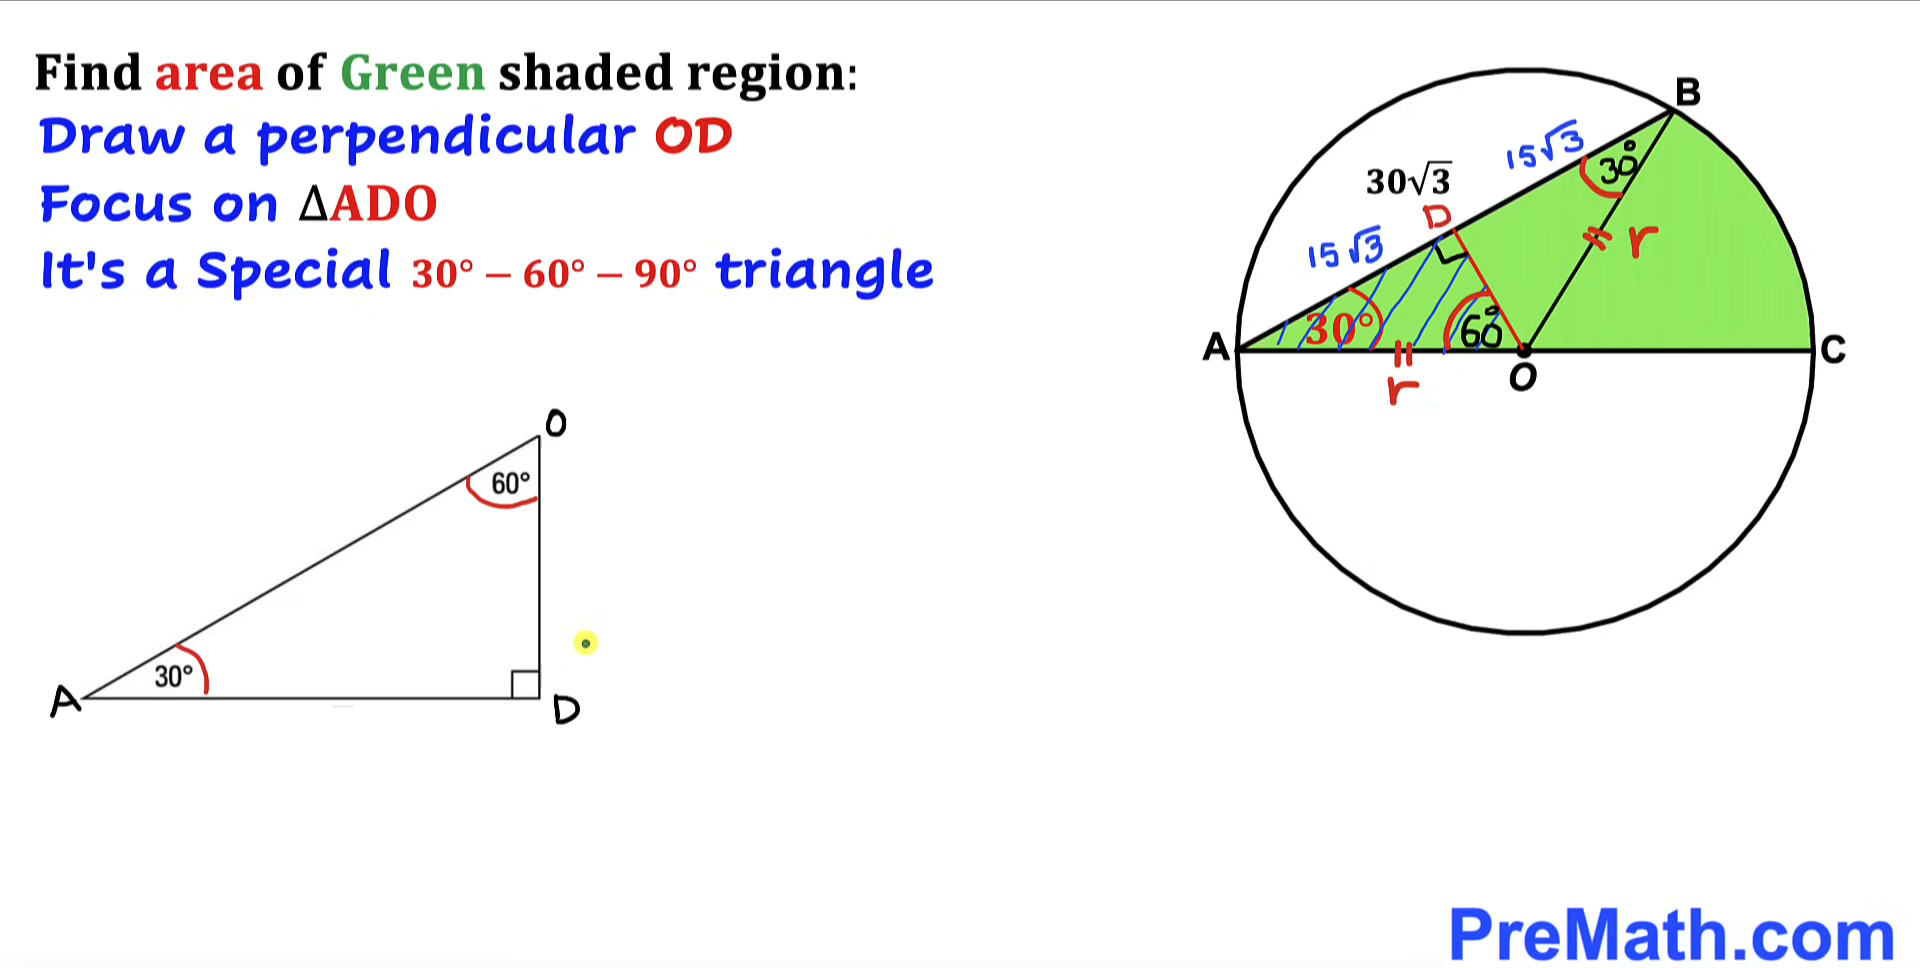 Find area of Green shaded region:
Draw a perpendicular OD
Focus on ΔADO
It's a Special 30° – 60° – 90° triangle
B
15√3
30°
30√3
D
15√3
r
A
30°
60°
C
r
O
O
60°
30°
A
D
PreMath.com